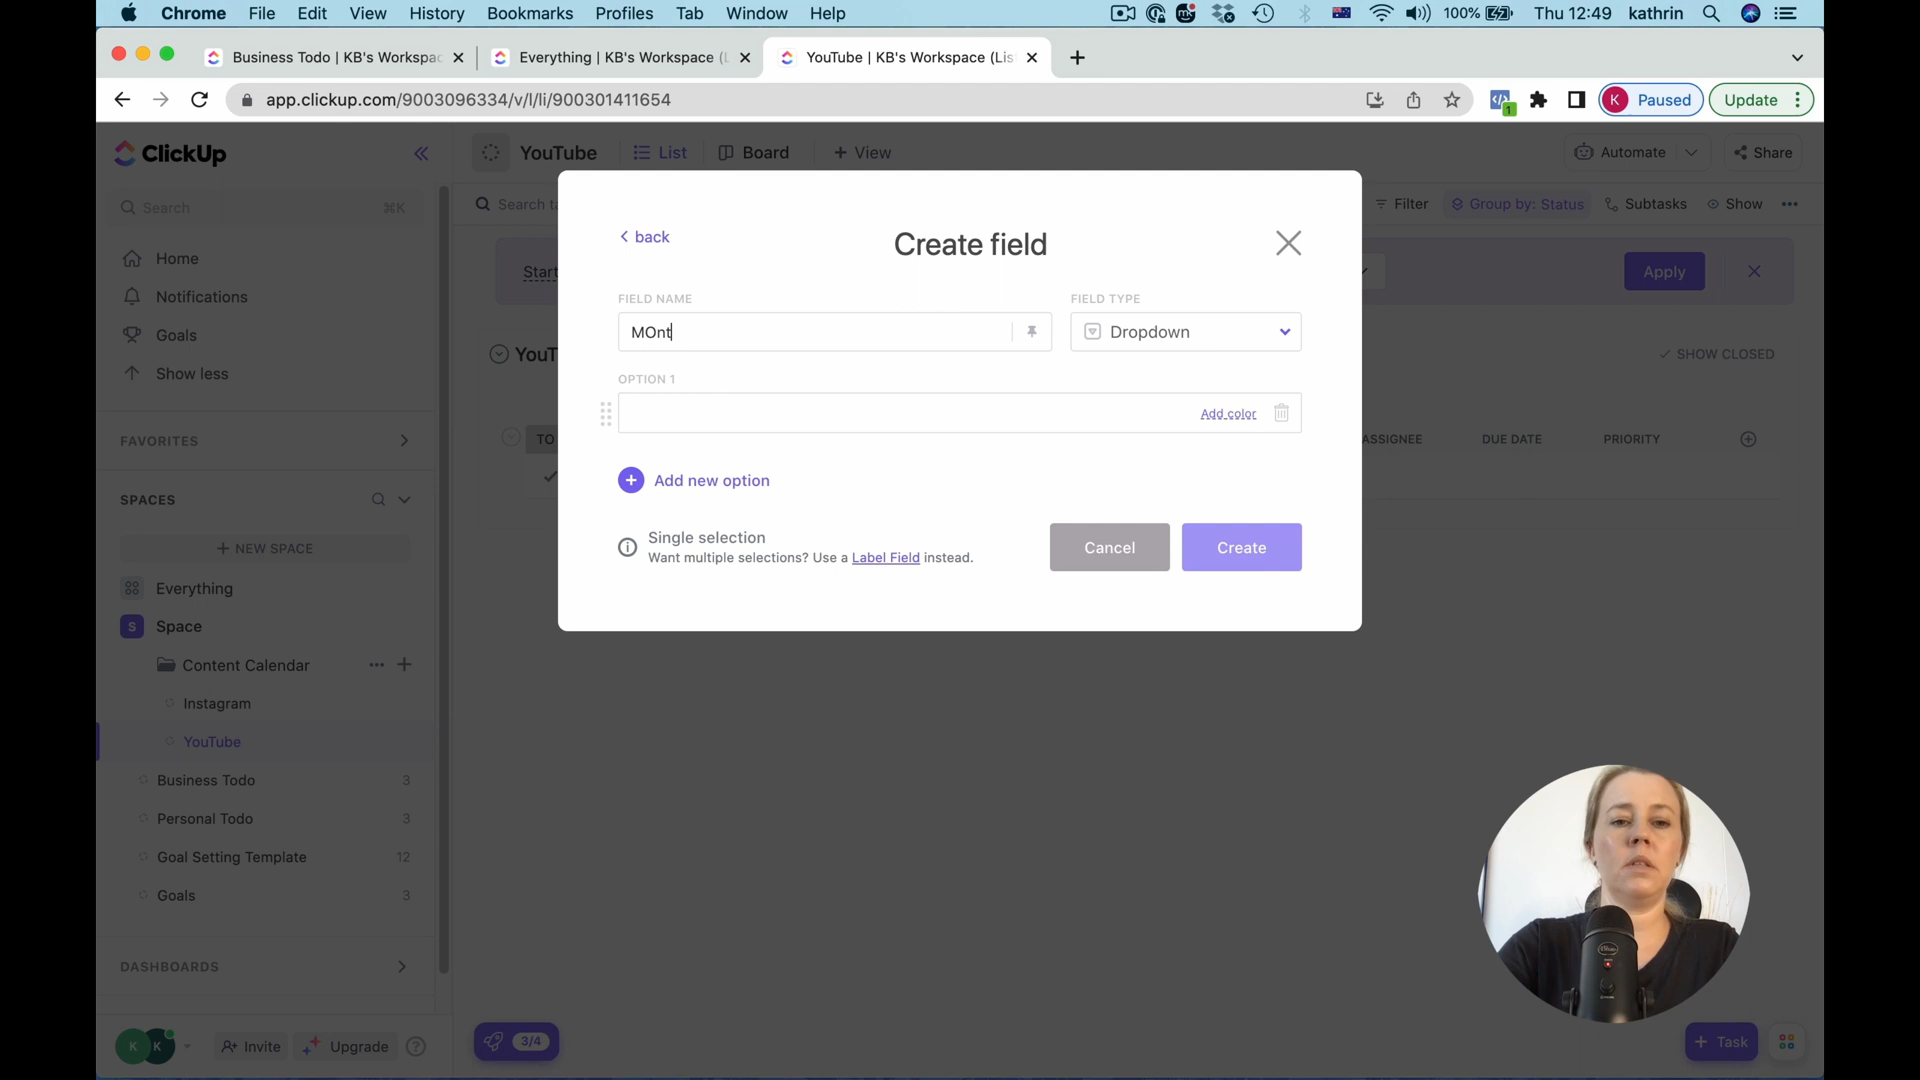 Chrome File Edit View History Bookmarks Profiles Tab Window Help 100% Thu 12:49 kathrin
Business Todo | KB's Workspac
Everything | KB's Workspace (L
YouTube | KB's Workspace (Lis
app.clickup.com/9003096334/v/l/li/900301411654
1
K Paused
Update
ClickUp
YouTube
List
Board
+ View
Automate
Share
Search
⌘K
Search ta
Filter
Group by: Status
Subtasks
Show
Home
Notifications
Goals
Show less
Start
Apply
YouT
SHOW CLOSED
TO
ASSIGNEE
DUE DATE
PRIORITY
back
Create field
FIELD NAME
FIELD TYPE
MOnt
Dropdown
OPTION 1
Add color
Add new option
Single selection
Want multiple selections? Use a Label Field instead.
Cancel
Create
FAVORITES
SPACES
+ NEW SPACE
Everything
S Space
Content Calendar
Instagram
YouTube
Business Todo 3
Personal Todo 3
Goal Setting Template 12
Goals 3
DASHBOARDS
K K
Invite
Upgrade
?
3/4
+ Task